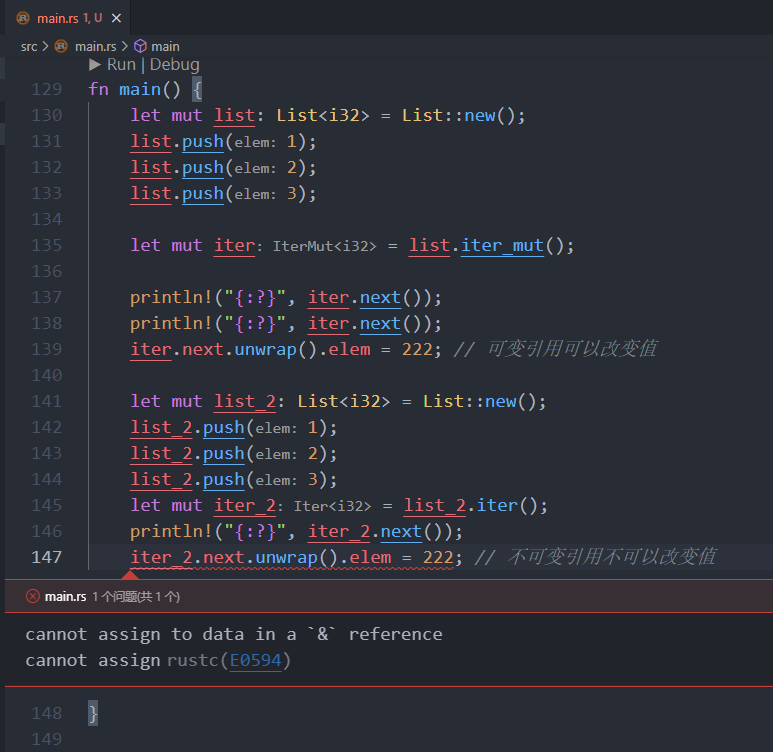 main.rs 1, U
src > main.rs > main
Run | Debug
129 fn main() {
130 let mut list: List<i32> = List::new();
131 list.push(elem: 1);
132 list.push(elem: 2);
133 list.push(elem: 3);
134
135 let mut iter: IterMut<i32> = list.iter_mut();
136
137 println!("{:?}", iter.next());
138 println!("{:?}", iter.next());
139 iter.next.unwrap().elem = 222; // 可变引用可以改变值
140
141 let mut list_2: List<i32> = List::new();
142 list_2.push(elem: 1);
143 list_2.push(elem: 2);
144 list_2.push(elem: 3);
145 let mut iter_2: Iter<i32> = list_2.iter();
146 println!("{:?}", iter_2.next());
147 iter_2.next.unwrap().elem = 222; // 不可变引用不可以改变值
main.rs 1 个问题(共 1 个)
cannot assign to data in a `&` reference
cannot assign rustc(E0594)
148 }
149